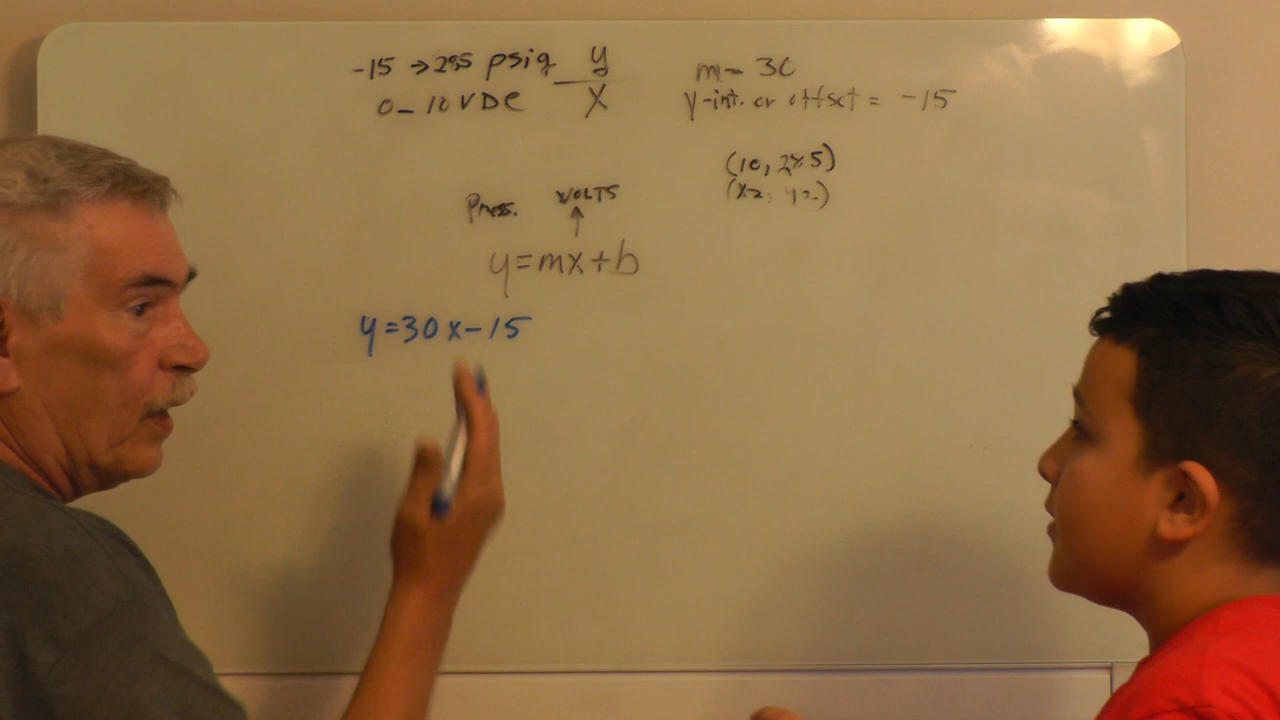 -15 → 285 psig y
0-10 VDC x
m = 30
y-int. or offset = -15
(10, 285)
(x2, y2)
Press. VOLTS
↑
y=mx+b
y=30x-15